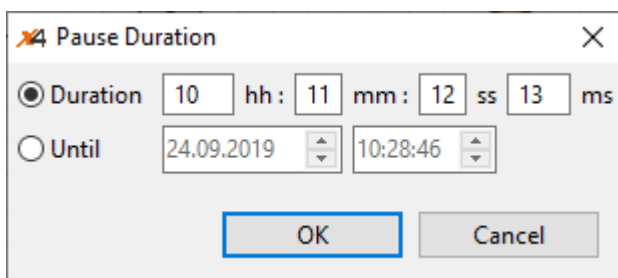 x4 Pause Duration
Duration 10 hh : 11 mm : 12 ss 13 ms
Until 24.09.2019 10:28:46
OK Cancel